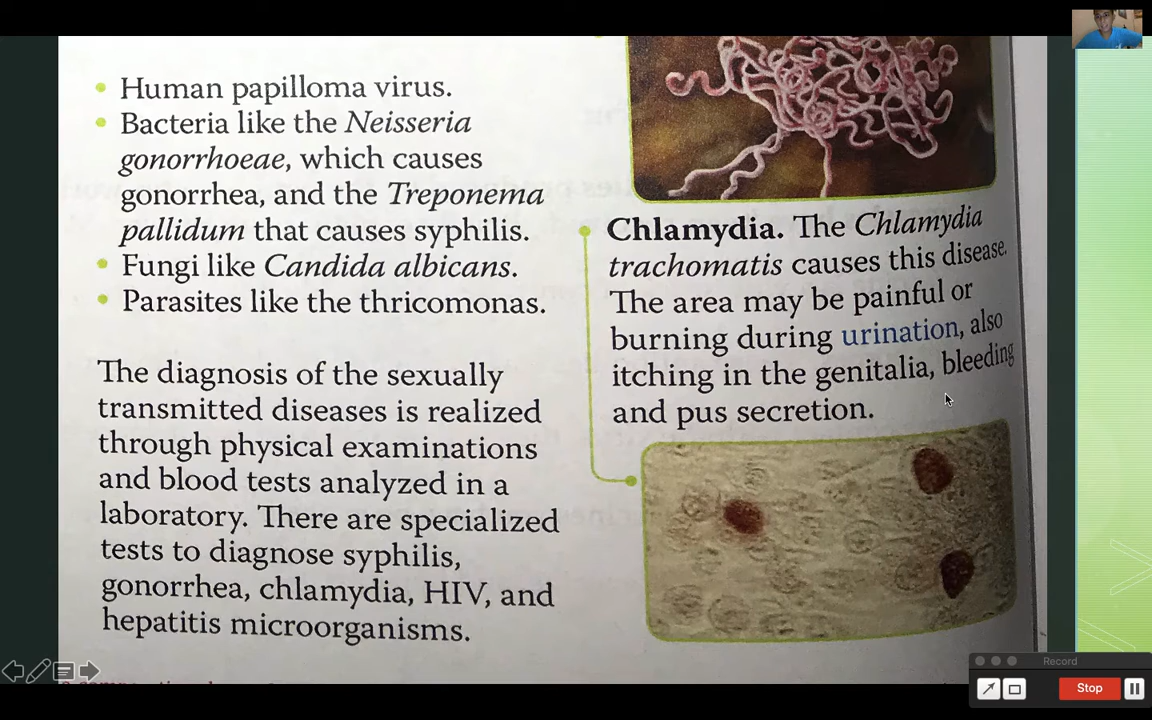 Human papilloma virus.
Bacteria like the Neisseria
gonorrhoeae, which causes
gonorrhea, and the Treponema
pallidum that causes syphilis.
Fungi like Candida albicans.
Parasites like the thricomonas.
The diagnosis of the sexually
transmitted diseases is realized
through physical examinations
and blood tests analyzed in a
laboratory. There are specialized
tests to diagnose syphilis,
gonorrhea, chlamydia, HIV, and
hepatitis microorganisms.
Chlamydia. The Chlamydia
trachomatis causes this disease.
The area may be painful or
burning during urination, also
itching in the genitalia, bleeding
and pus secretion.
Record
Stop